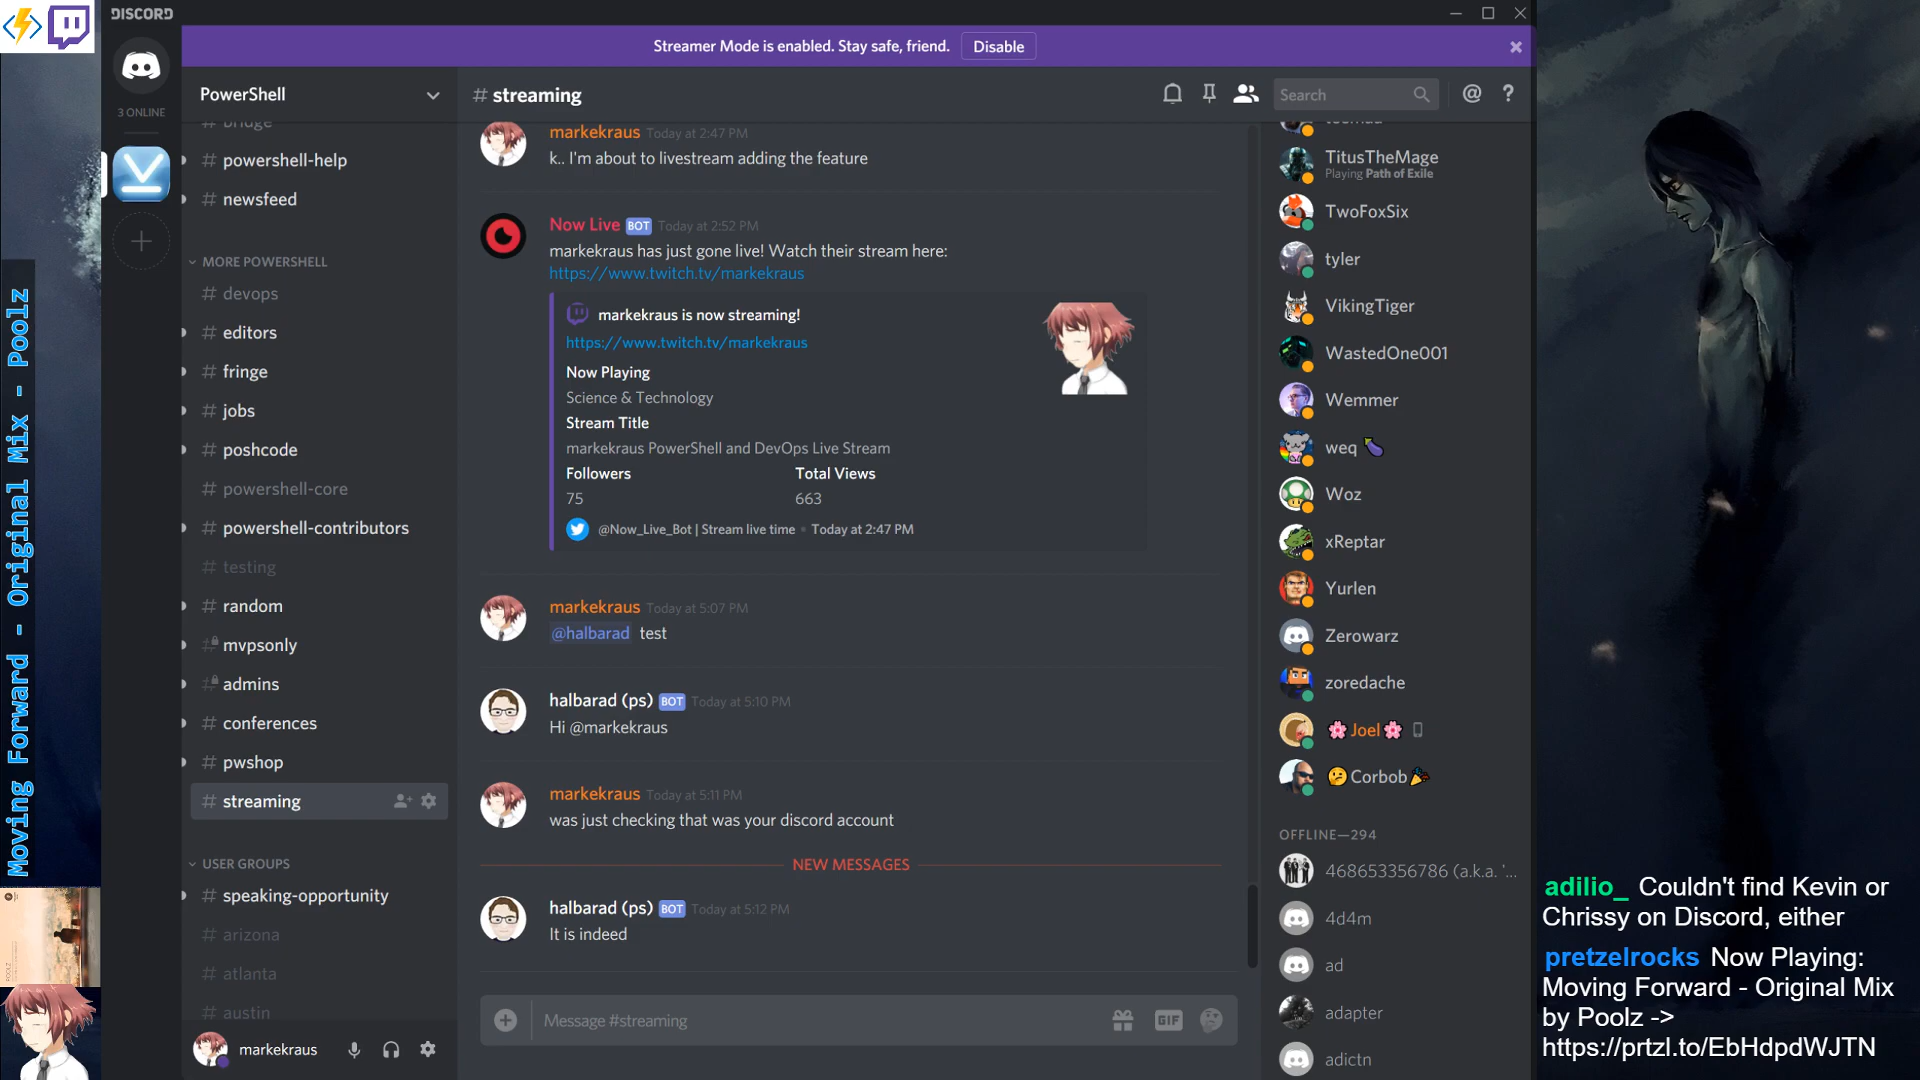 DISCORD
Streamer Mode is enabled. Stay safe, friend.
Disable
3 ONLINE
PowerShell
# bridge
# powershell-help
# newsfeed
MORE POWERSHELL
# devops
# editors
# fringe
# jobs
# poshcode
# powershell-core
# powershell-contributors
# testing
# random
# mvpsonly
# admins
# conferences
# pwshop
# streaming
USER GROUPS
# speaking-opportunity
# arizona
# atlanta
# austin
markekraus
# streaming
Search
markekraus Today at 2:47 PM
k.. I'm about to livestream adding the feature
Now Live BOT Today at 2:52 PM
markekraus has just gone live! Watch their stream here:
https://www.twitch.tv/markekraus
markekraus is now streaming!
https://www.twitch.tv/markekraus
Now Playing
Science & Technology
Stream Title
markekraus PowerShell and DevOps Live Stream
Followers Total Views
75 663
@Now_Live_Bot | Stream live time • Today at 2:47 PM
markekraus Today at 5:07 PM
@halbarad test
halbarad (ps) BOT Today at 5:10 PM
Hi @markekraus
markekraus Today at 5:11 PM
was just checking that was your discord account
NEW MESSAGES
halbarad (ps) BOT Today at 5:12 PM
It is indeed
Message #streaming
GIF
TitusTheMage
Playing Path of Exile
TwoFoxSix
tyler
VikingTiger
WastedOne001
Wemmer
weq 🍆
Woz
xReptar
Yurlen
Zerowarz
zoredache
🌸Joel🌸
🤔Corbob🎉
OFFLINE—294
468653356786 (a.k.a. '...
4d4m
ad
adapter
adictn
adilio_ Couldn't find Kevin or
Chrissy on Discord, either
pretzelrocks Now Playing:
Moving Forward - Original Mix
by Poolz ->
https://prtzl.to/EbHdpdWJTN
Moving Forward - Original Mix - Poolz
POOLZ